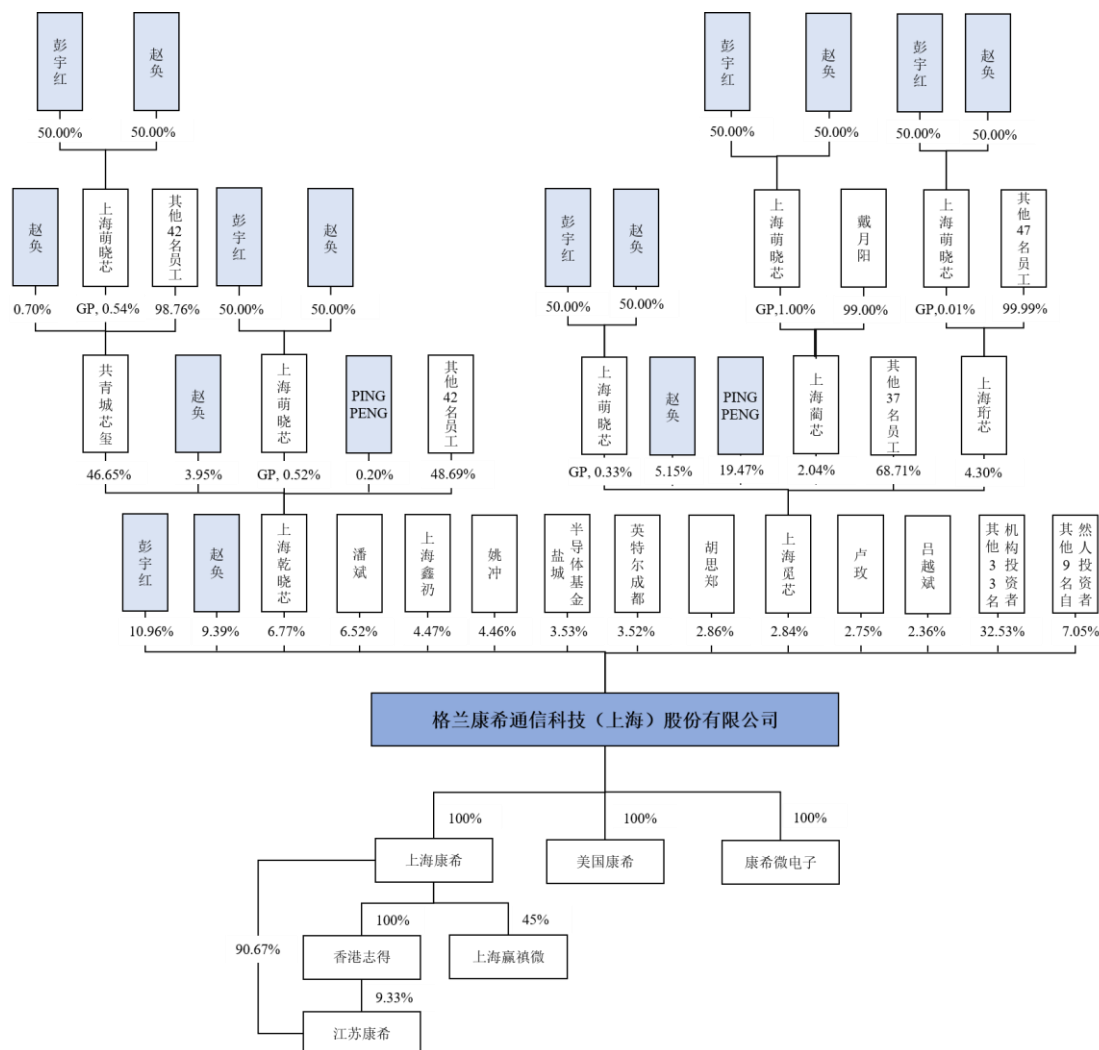 彭宇红
赵奂
彭宇红
赵奂
彭宇红
赵奂
50.00%
50.00%
50.00%
50.00%
50.00%
50.00%
赵奂
上海萌晓芯
其他42名员工
彭宇红
赵奂
彭宇红
赵奂
上海萌晓芯
戴月阳
上海萌晓芯
其他47名员工
0.70%
GP, 0.54%
98.76%
50.00%
50.00%
50.00%
50.00%
GP,1.00%
99.00%
GP,0.01%
99.99%
共青城芯玺
赵奂
上海萌晓芯
PING PENG
其他42名员工
上海萌晓芯
赵奂
PING PENG
上海蔺芯
其他37名员工
上海珩芯
46.65%
3.95%
GP, 0.52%
0.20%
48.69%
GP, 0.33%
5.15%
19.47%
2.04%
68.71%
4.30%
彭宇红
赵奂
上海乾晓芯
潘斌
上海鑫礽
姚冲
盐城半导体基金
英特尔成都
胡思郑
上海觅芯
卢玫
吕越斌
其他33名机构投资者
其他9名自然人投资者
10.96%
9.39%
6.77%
6.52%
4.47%
4.46%
3.53%
3.52%
2.86%
2.84%
2.75%
2.36%
32.53%
7.05%
格兰康希通信科技（上海）股份有限公司
100%
100%
100%
上海康希
美国康希
康希微电子
100%
45%
90.67%
香港志得
上海赢禛微
9.33%
江苏康希